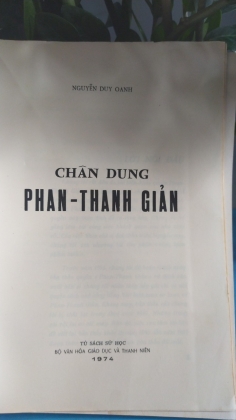 NGUYỄN DUY OANH
CHÂN DUNG
PHAN-THANH GIẢN
TỦ SÁCH SỬ HỌC
BỘ VĂN HÓA GIÁO DỤC VÀ THANH NIÊN
1974